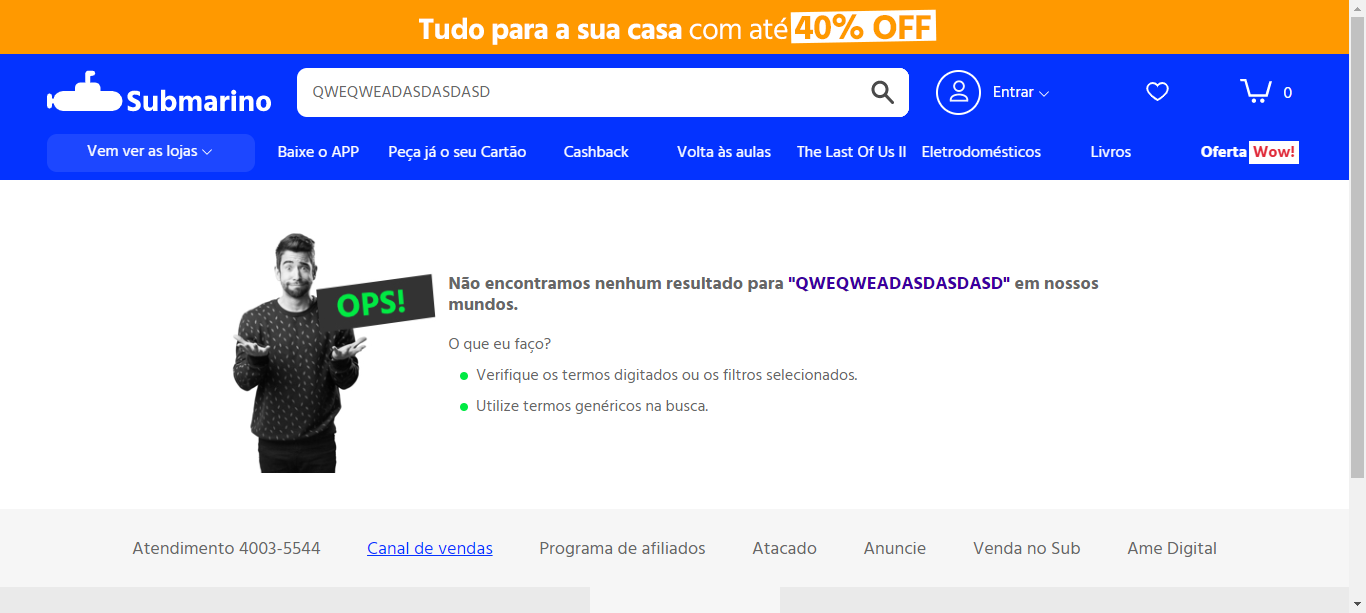 Tudo para a sua casa com até 40% OFF
Submarino
QWEQWEADASDASDASD
Entrar
0
Vem ver as lojas
Baixe o APP
Peça já o seu Cartão
Cashback
Volta às aulas
The Last Of Us II
Eletrodomésticos
Livros
Oferta Wow!
OPS!
Não encontramos nenhum resultado para "QWEQWEADASDASDASD" em nossos
mundos.
O que eu faço?
Verifique os termos digitados ou os filtros selecionados.
Utilize termos genéricos na busca.
Atendimento 4003-5544
Canal de vendas
Programa de afiliados
Atacado
Anuncie
Venda no Sub
Ame Digital